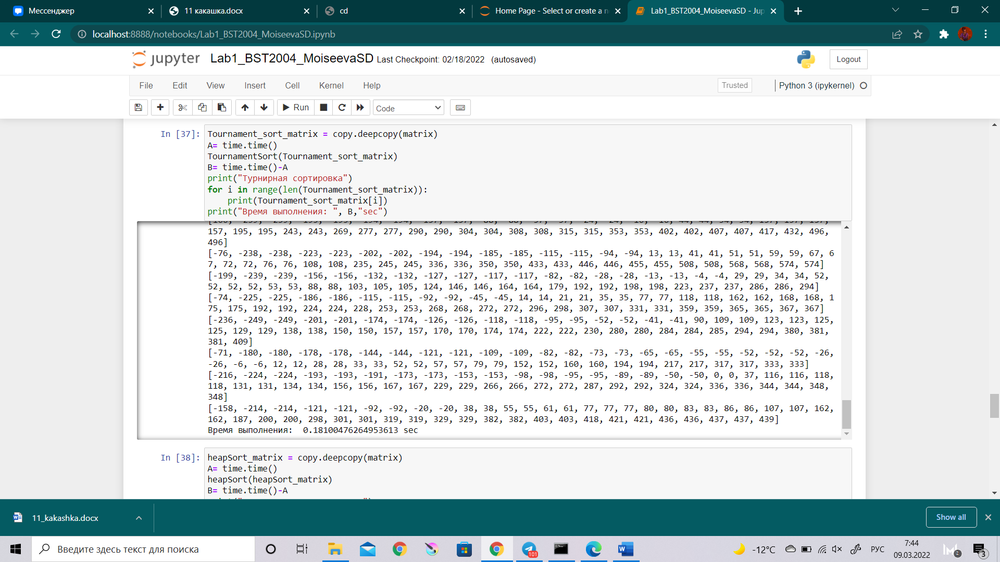 Мессенджер
11 какашка.docx
cd
Home Page - Select or create a n
Lab1_BST2004_MoiseevaSD - Jup
localhost:8888/notebooks/Lab1_BST2004_MoiseevaSD.ipynb
jupyter Lab1_BST2004_MoiseevaSD Last Checkpoint: 02/18/2022 (autosaved)
Logout
File Edit View Insert Cell Kernel Help
Trusted
Python 3 (ipykernel)
Run
Code
In [37]:
Tournament_sort_matrix = copy.deepcopy(matrix)
A= time.time()
TournamentSort(Tournament_sort_matrix)
B= time.time()-A
print("Турнирная сортировка")
for i in range(len(Tournament_sort_matrix)):
print(Tournament_sort_matrix[i])
print("Время выполнения: ", B,"sec")
157, 195, 195, 243, 243, 269, 277, 277, 290, 290, 304, 304, 308, 308, 315, 315, 353, 353, 402, 402, 407, 407, 417, 432, 496,
496]
[-76, -238, -238, -223, -223, -202, -202, -194, -194, -185, -185, -115, -115, -94, -94, 13, 13, 41, 41, 51, 51, 59, 59, 67, 6
7, 72, 72, 76, 76, 108, 108, 235, 245, 245, 336, 336, 350, 350, 433, 433, 446, 446, 455, 455, 508, 508, 568, 568, 574, 574]
[-199, -239, -239, -156, -156, -132, -132, -127, -127, -117, -117, -82, -82, -28, -28, -13, -13, -4, -4, 29, 29, 34, 34, 52,
52, 52, 52, 53, 53, 88, 88, 103, 105, 105, 124, 146, 146, 164, 164, 179, 192, 192, 198, 198, 223, 237, 237, 286, 286, 294]
[-74, -225, -225, -186, -186, -115, -115, -92, -92, -45, -45, 14, 14, 21, 21, 35, 35, 77, 77, 118, 118, 162, 162, 168, 168, 1
75, 175, 192, 192, 224, 224, 228, 253, 253, 268, 268, 272, 272, 296, 298, 307, 307, 331, 331, 359, 359, 365, 365, 367, 367]
[-236, -249, -249, -201, -201, -174, -174, -126, -126, -118, -118, -95, -95, -52, -52, -41, -41, 90, 109, 109, 123, 123, 125,
125, 129, 129, 138, 138, 150, 150, 157, 157, 170, 170, 174, 174, 222, 222, 230, 280, 280, 284, 284, 285, 294, 294, 380, 381,
381, 409]
[-71, -180, -180, -178, -178, -144, -144, -121, -121, -109, -109, -82, -82, -73, -73, -65, -65, -55, -55, -52, -52, -52, -26,
-26, -6, -6, 12, 12, 28, 28, 33, 33, 52, 52, 57, 57, 79, 79, 152, 152, 160, 160, 194, 194, 217, 217, 317, 317, 333, 333]
[-216, -224, -224, -193, -193, -191, -173, -173, -153, -153, -98, -98, -95, -95, -89, -89, -50, -50, 0, 0, 37, 116, 116, 118,
118, 131, 131, 134, 134, 156, 156, 167, 167, 229, 229, 266, 266, 272, 272, 287, 292, 292, 324, 324, 336, 336, 344, 344, 348,
348]
[-158, -214, -214, -121, -121, -92, -92, -20, -20, 38, 38, 55, 55, 61, 61, 77, 77, 77, 80, 80, 83, 83, 86, 86, 107, 107, 162,
162, 187, 200, 200, 298, 301, 301, 319, 319, 329, 329, 382, 382, 403, 403, 418, 421, 421, 436, 436, 437, 437, 439]
Время выполнения:  0.18100476264953613 sec
In [38]:
heapSort_matrix = copy.deepcopy(matrix)
A= time.time()
heapSort(heapSort_matrix)
B= time.time()-A
11_kakashka.docx
Show all
Введите здесь текст для поиска
101
-12°C
РУС
7:44
09.03.2022
2
3